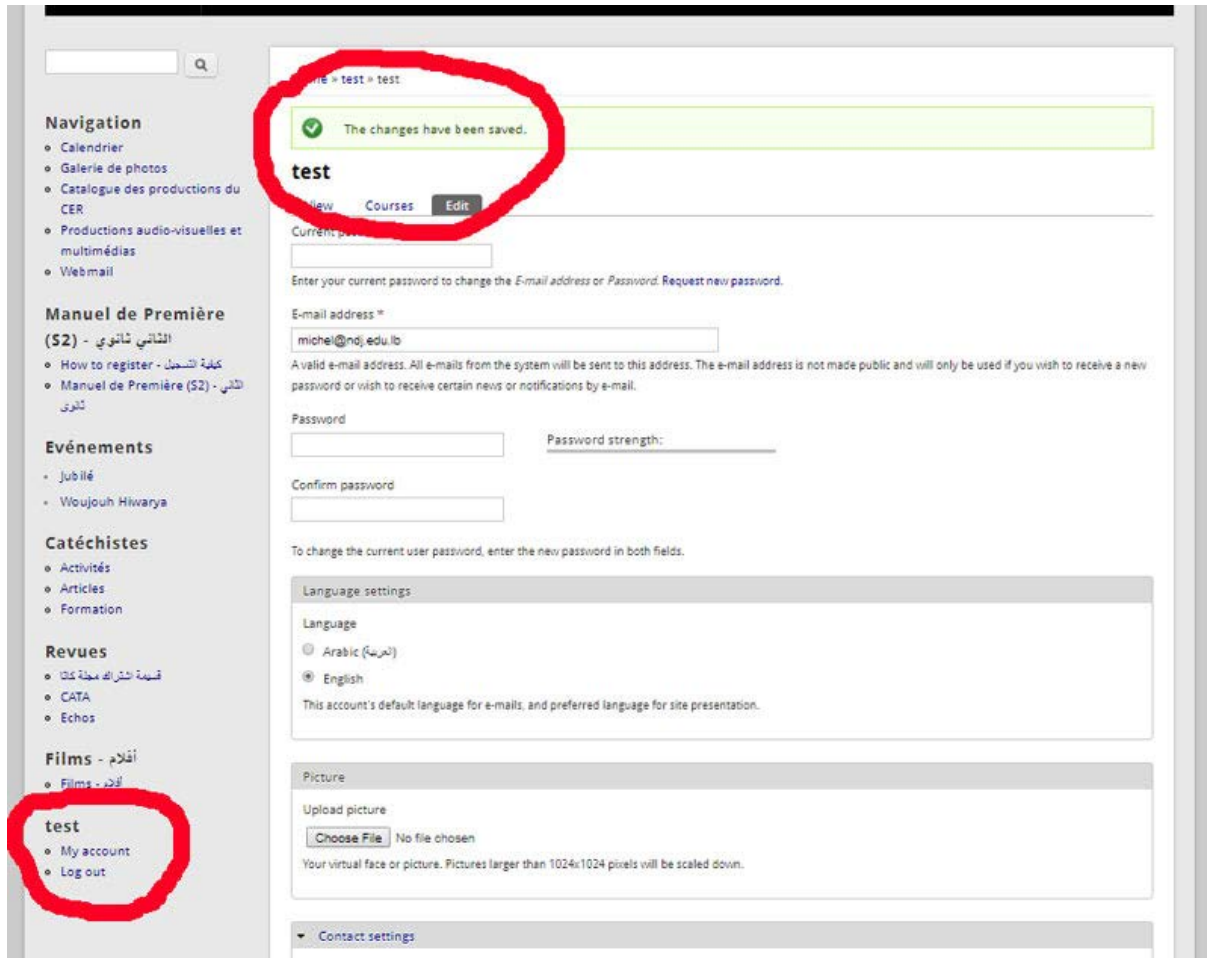 » test » test
The changes have been saved.
test
View Courses Edit
Navigation
Calendrier
Galerie de photos
Catalogue des productions du
CER
Productions audio-visuelles et
multimédias
Webmail
Manuel de Première
(S2) - الثاني ثانوي
How to register - كيفية التسجيل
Manuel de Première (S2) - الثاني
ثانوي
Evénements
Jubilé
Woujouh Hiwarya
Catéchistes
Activités
Articles
Formation
Revues
قسيمة اشتراك مجلة كاتا
CATA
Echos
Films - أفلام
Films - أفلام
test
My account
Log out
Current
Enter your current password to change the E-mail address or Password. Request new password.
E-mail address *
michel@ndj.edu.lb
A valid e-mail address. All e-mails from the system will be sent to this address. The e-mail address is not made public and will only be used if you wish to receive a new
password or wish to receive certain news or notifications by e-mail.
Password
Password strength:
Confirm password
To change the current user password, enter the new password in both fields.
Language settings
Language
Arabic (العربية)
English
This account's default language for e-mails, and preferred language for site presentation.
Picture
Upload picture
Choose File No file chosen
Your virtual face or picture. Pictures larger than 1024x1024 pixels will be scaled down.
Contact settings